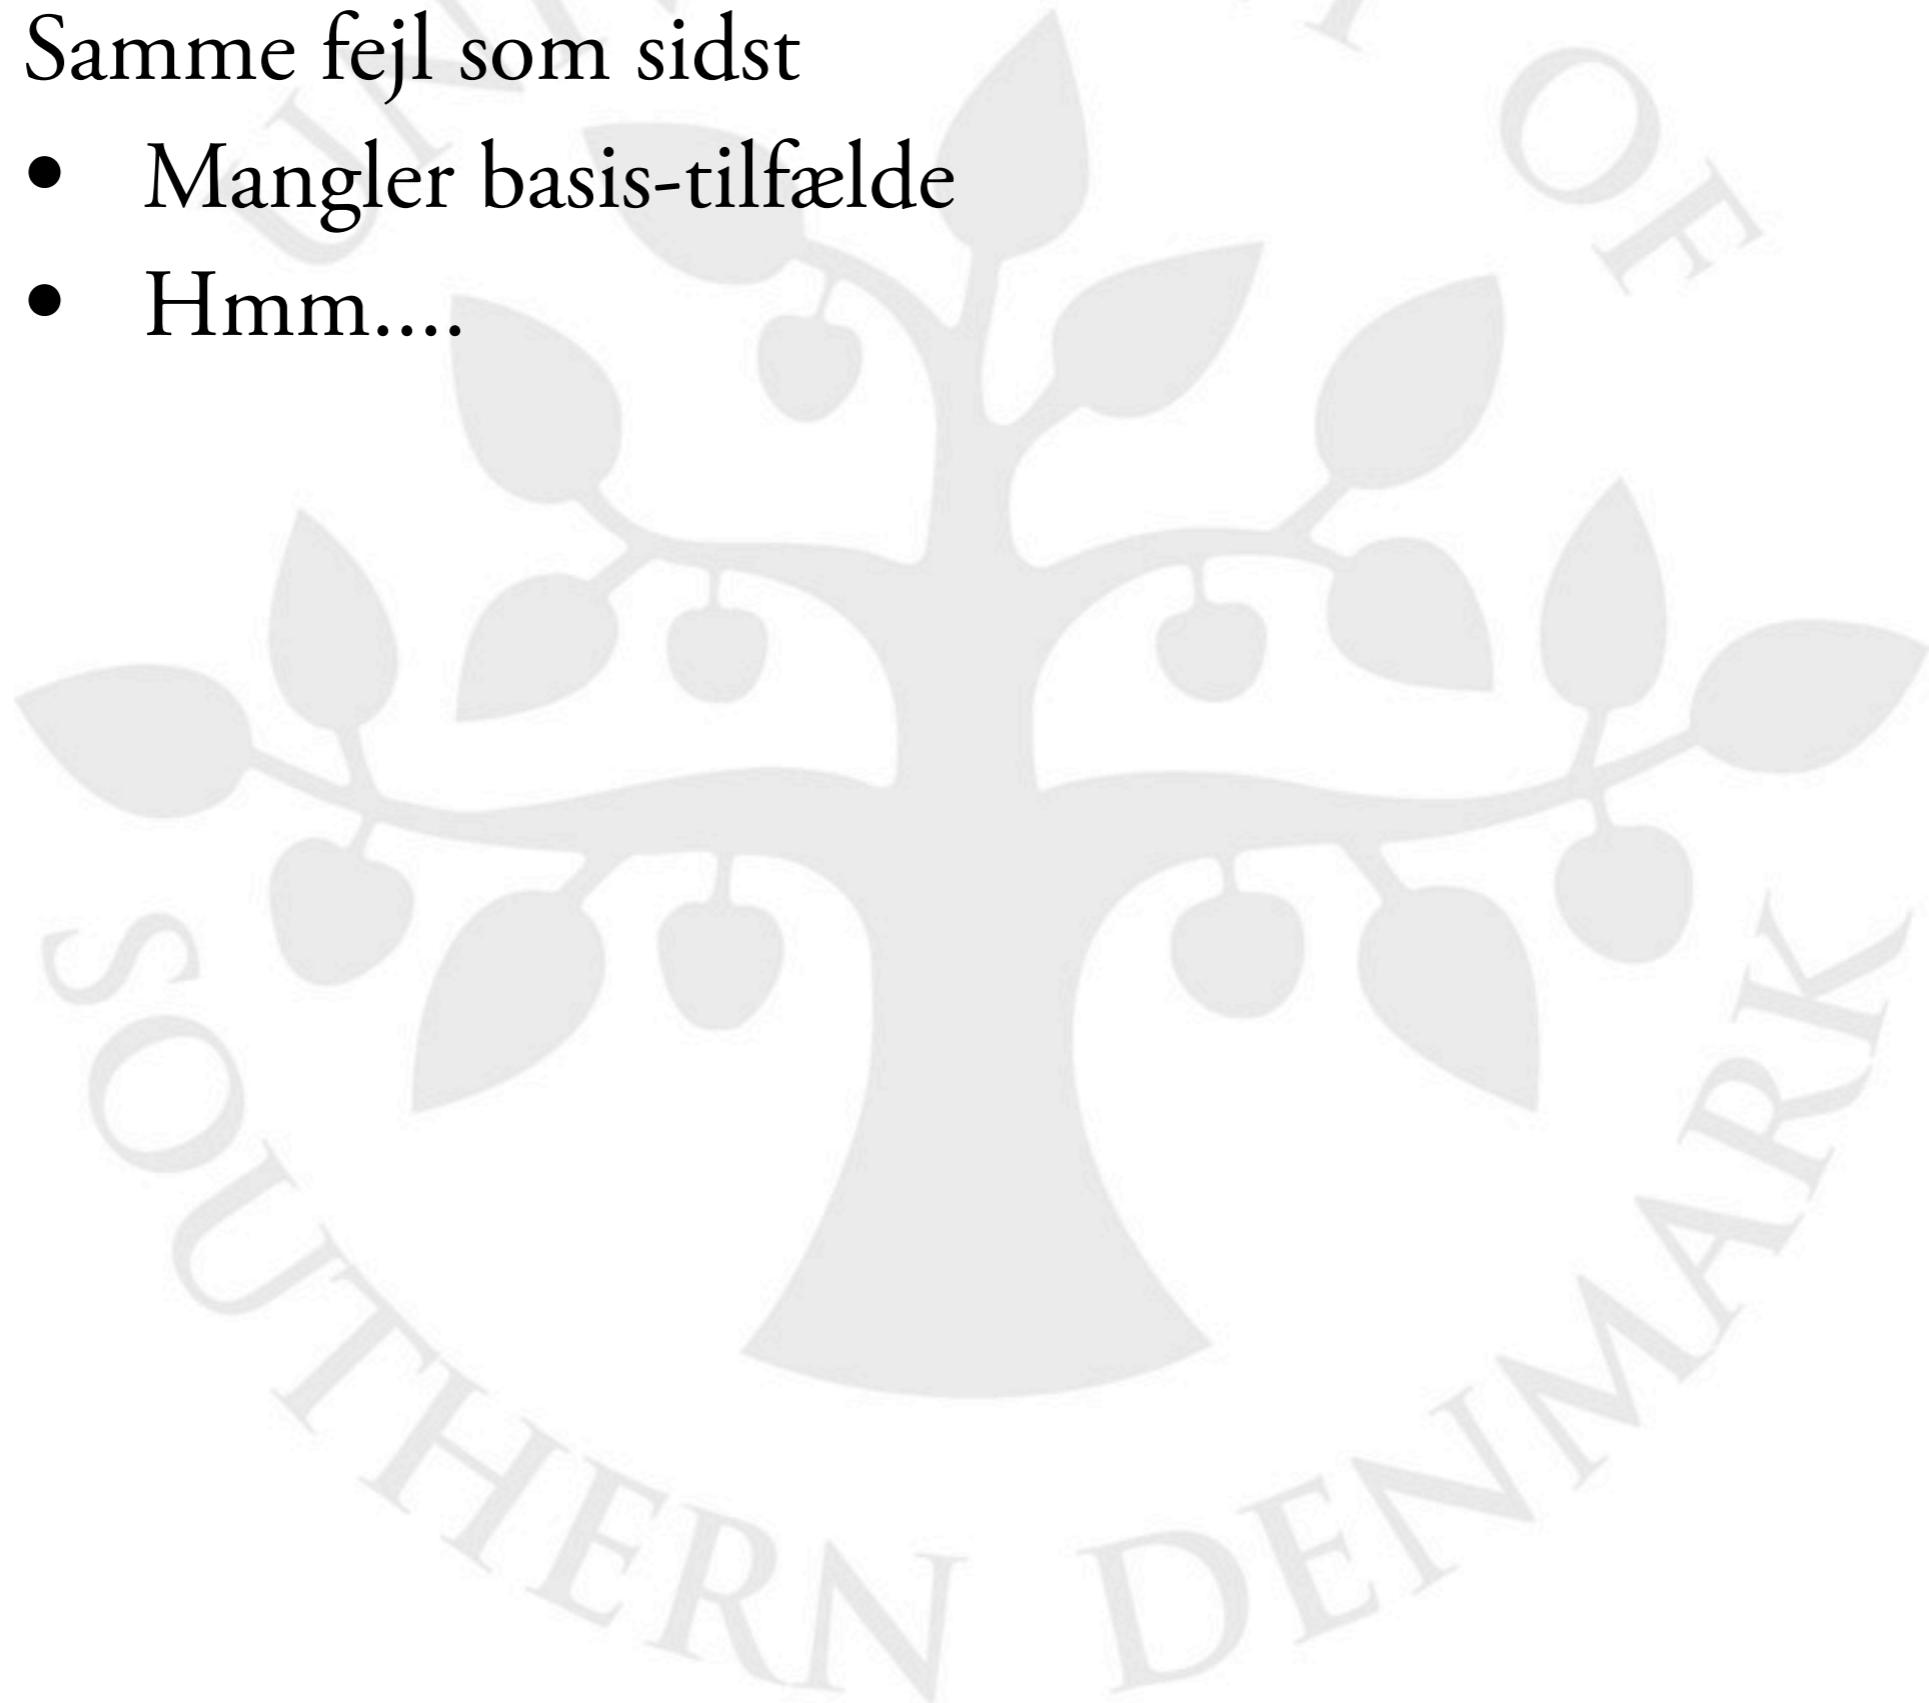 Samme fejl som sidst
• Mangler basis-tilfælde
• Hmm....
OF
SOUTHERN DENMARK